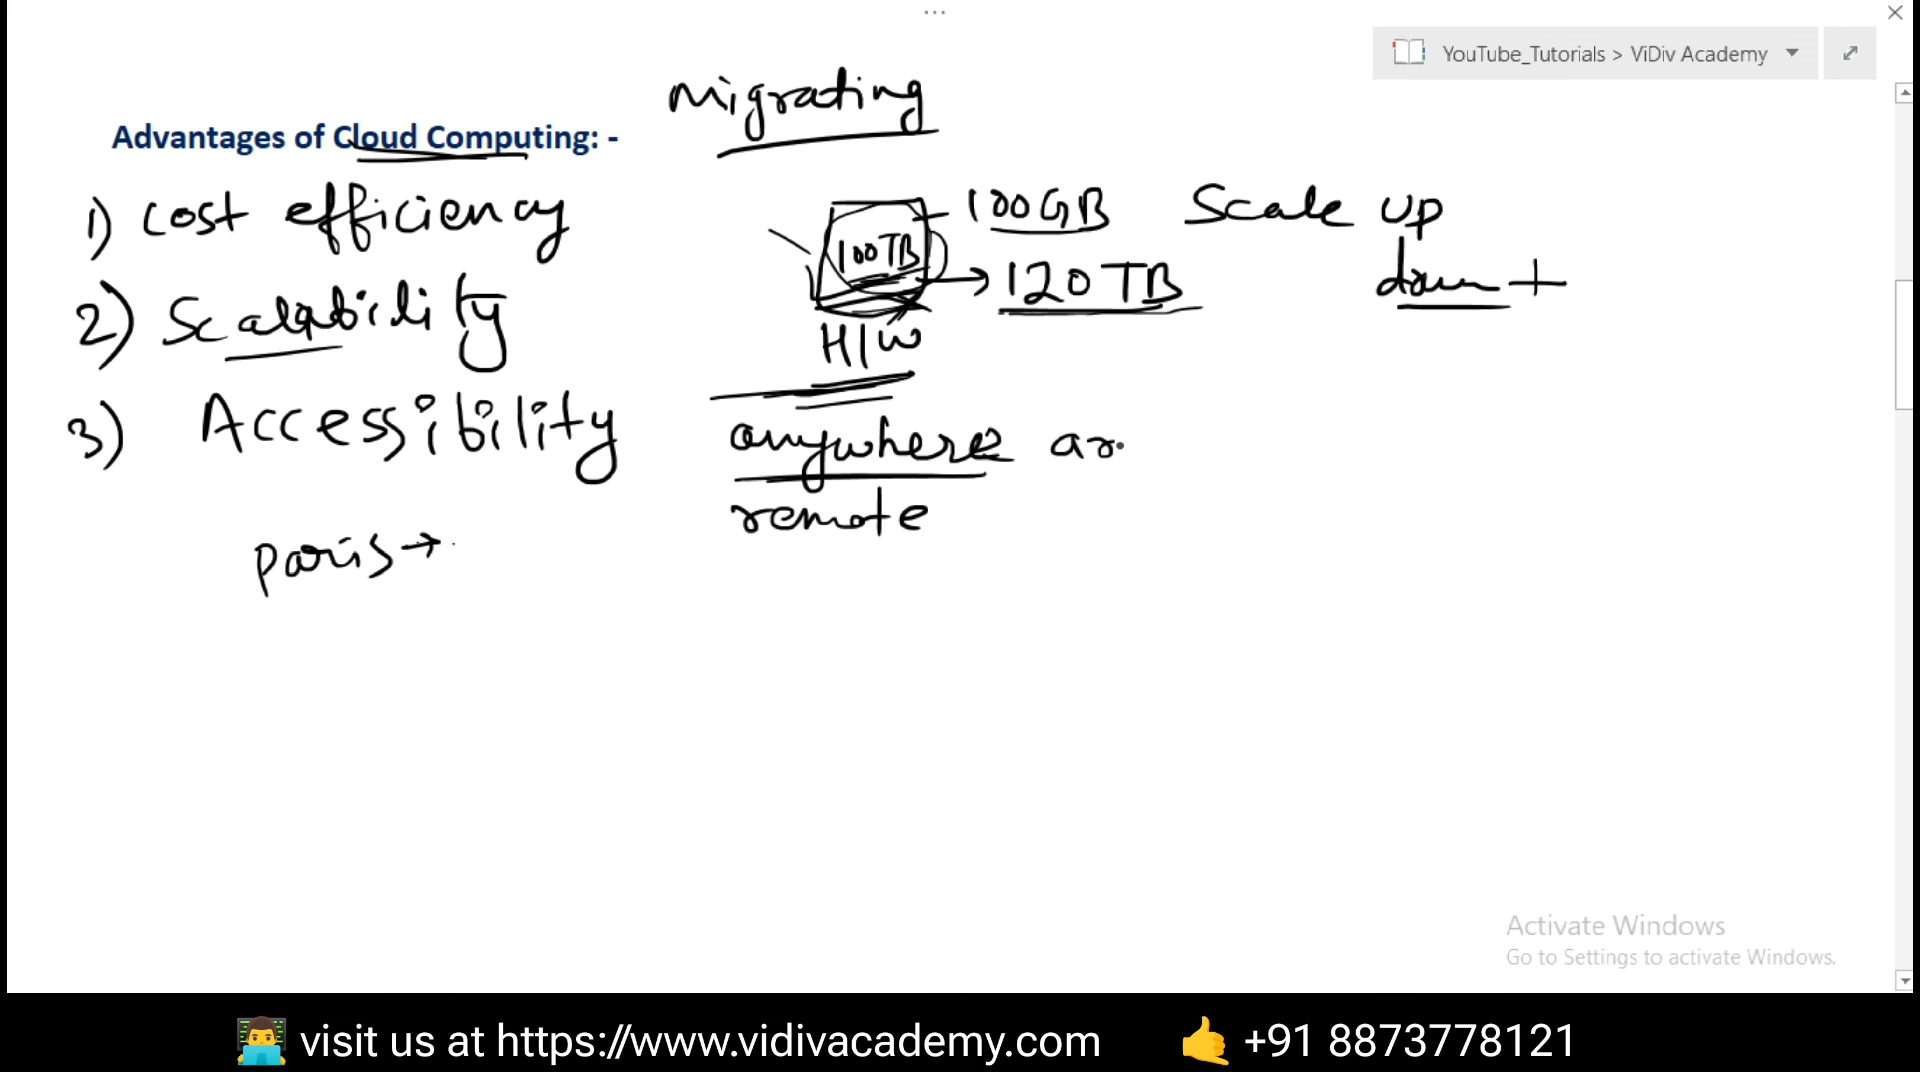 ...
YouTube_Tutorials > ViDiv Academy
migrating
Advantages of Cloud Computing: -
1) cost efficiency
100GB Scale up
100TB
120TB down +
2) Scalability
H/W
3) Accessibility
anywhere ar
remote
paris →
Activate Windows
Go to Settings to activate Windows.
visit us at https://www.vidivacademy.com +91 8873778121